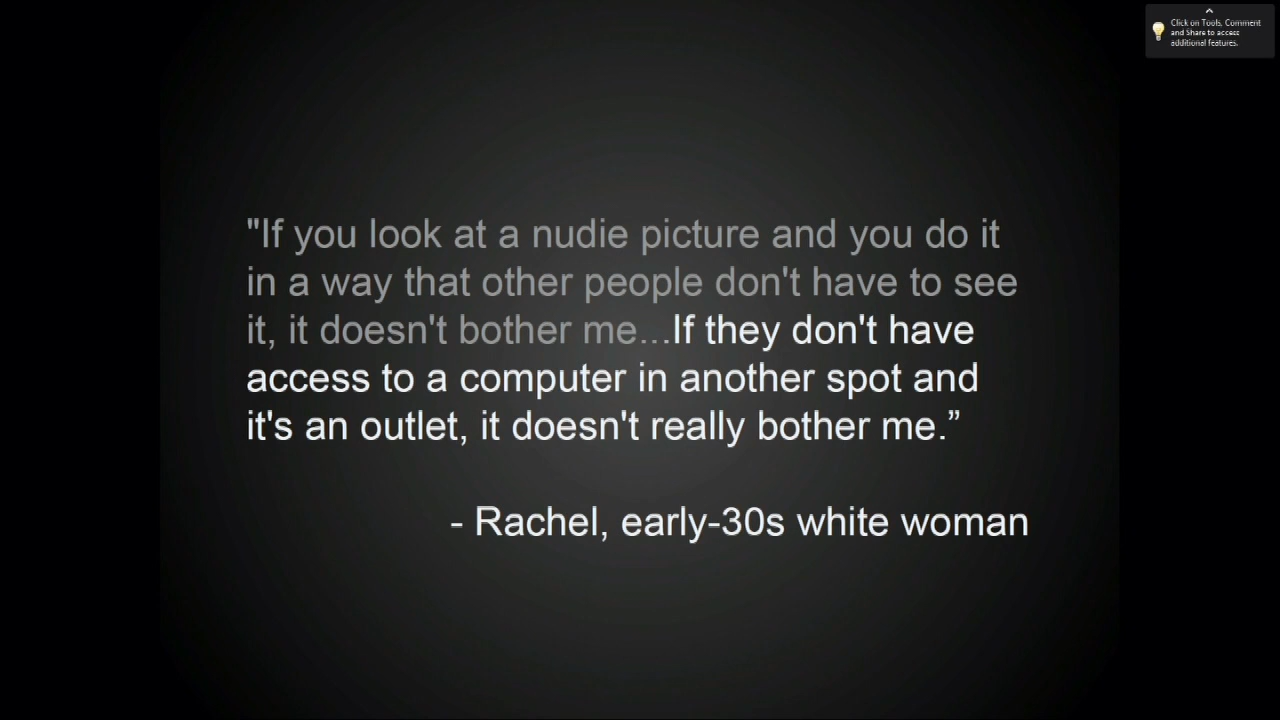 Click on Tools, Comment
and Share to access
additional features.
"If you look at a nudie picture and you do it
in a way that other people don't have to see
it, it doesn't bother me...If they don't have
access to a computer in another spot and
it's an outlet, it doesn't really bother me.”
- Rachel, early-30s white woman